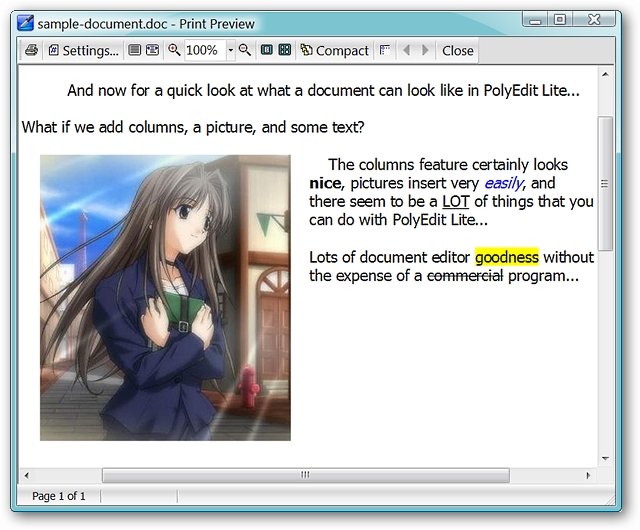 sample-document.doc - Print Preview
Settings... 100% Compact Close
And now for a quick look at what a document can look like in PolyEdit Lite...
What if we add columns, a picture, and some text?
The columns feature certainly looks
nice, pictures insert very easily, and
there seem to be a LOT of things that you
can do with PolyEdit Lite...
Lots of document editor goodness without
the expense of a commercial program...
Page 1 of 1